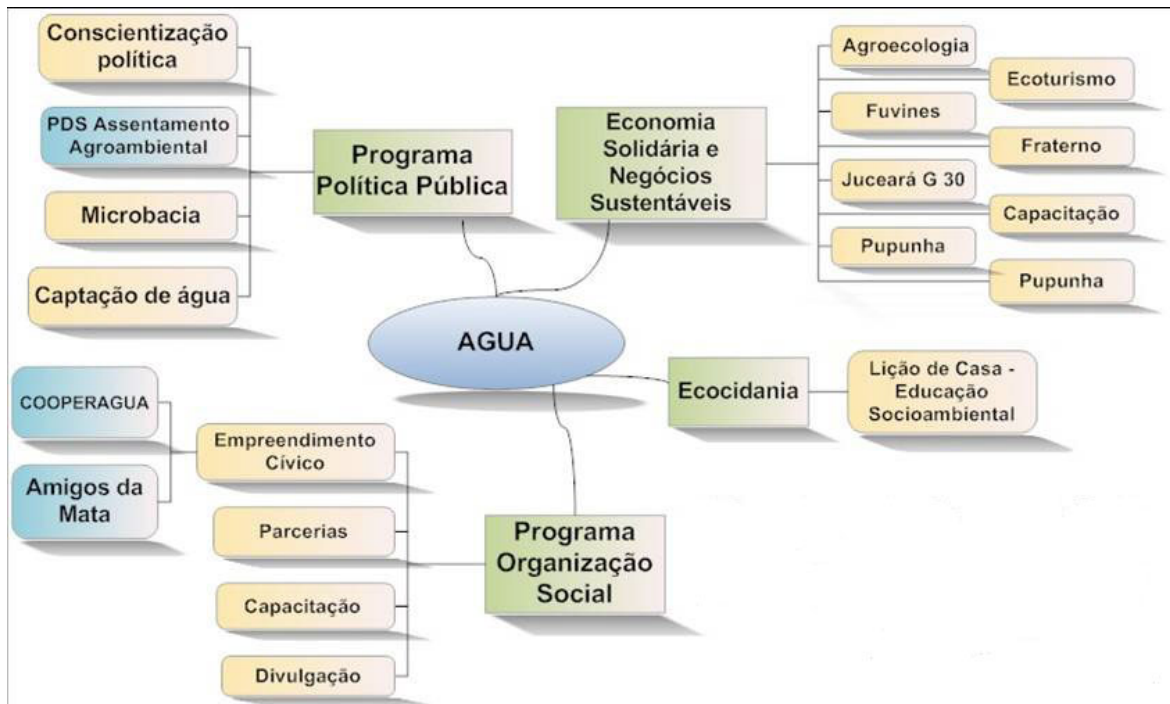 Conscientização
política
PDS Assentamento
Agroambiental
Microbacia
Captação de água
Programa
Política Pública
Economia
Solidária e
Negócios
Sustentáveis
Agroecologia
Ecoturismo
Fuvines
Fraterno
Juceará G 30
Capacitação
Pupunha
Pupunha
AGUA
Ecocidania
Lição de Casa -
Educação
Socioambiental
COOPERAGUA
Amigos da
Mata
Empreendimento
Cívico
Parcerias
Capacitação
Divulgação
Programa
Organização
Social